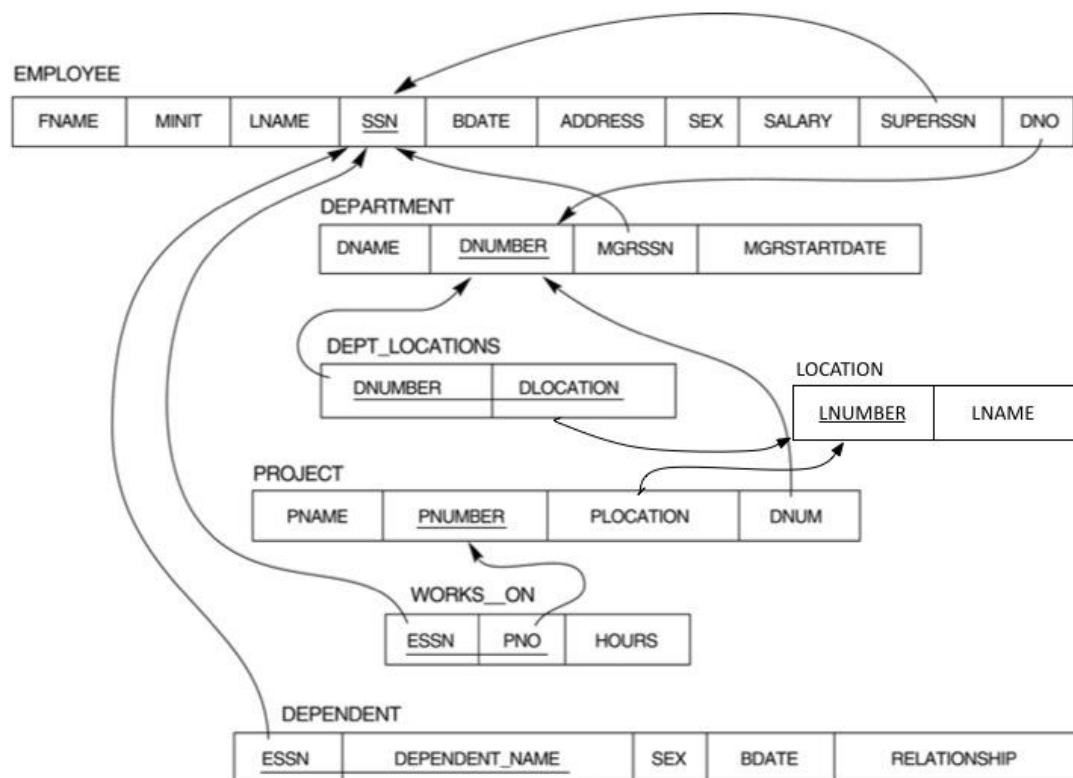 EMPLOYEE
FNAME MINIT LNAME SSN BDATE ADDRESS SEX SALARY SUPERSSN DNO
DEPARTMENT
DNAME DNUMBER MGRSSN MGRSTARTDATE
DEPT_LOCATIONS
DNUMBER DLOCATION
LOCATION
LNUMBER LNAME
PROJECT
PNAME PNUMBER PLOCATION DNUM
WORKS__ON
ESSN PNO HOURS
DEPENDENT
ESSN DEPENDENT_NAME SEX BDATE RELATIONSHIP